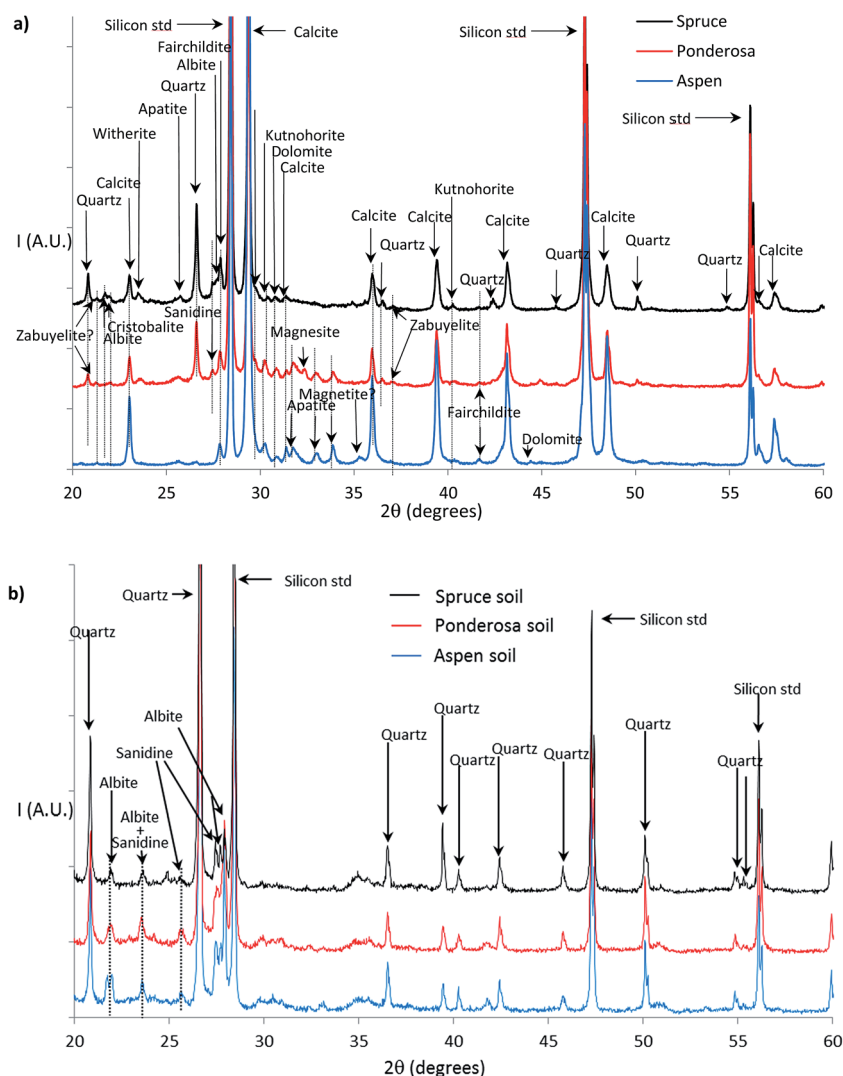 a)
Silicon std
Calcite
Silicon std
Spruce
Ponderosa
Aspen
Fairchildite
Albite
Quartz
Apatite
Witherite
Calcite
Quartz
Kutnohorite
Dolomite
Calcite
Silicon std
Kutnohorite
Calcite
Quartz
Calcite
Calcite
Quartz
Quartz
Calcite
Quartz
Quartz
Calcite
I (A.U.)
Zabuyelite?
Cristobalite
Albite
Sanidine
Magnesite
Zabuyelite
Magnetite?
Apatite
Fairchildite
Dolomite
20 25 30 35 40 45 50 55 60
2θ (degrees)
b)
Quartz
Silicon std
Spruce soil
Ponderosa soil
Aspen soil
Quartz
Silicon std
Albite
Sanidine
Albite
Albite
+
Sanidine
Quartz
Quartz
Quartz
Quartz
Quartz
Quartz
Silicon std
Quartz
I (A.U.)
20 25 30 35 40 45 50 55 60
2θ (degrees)